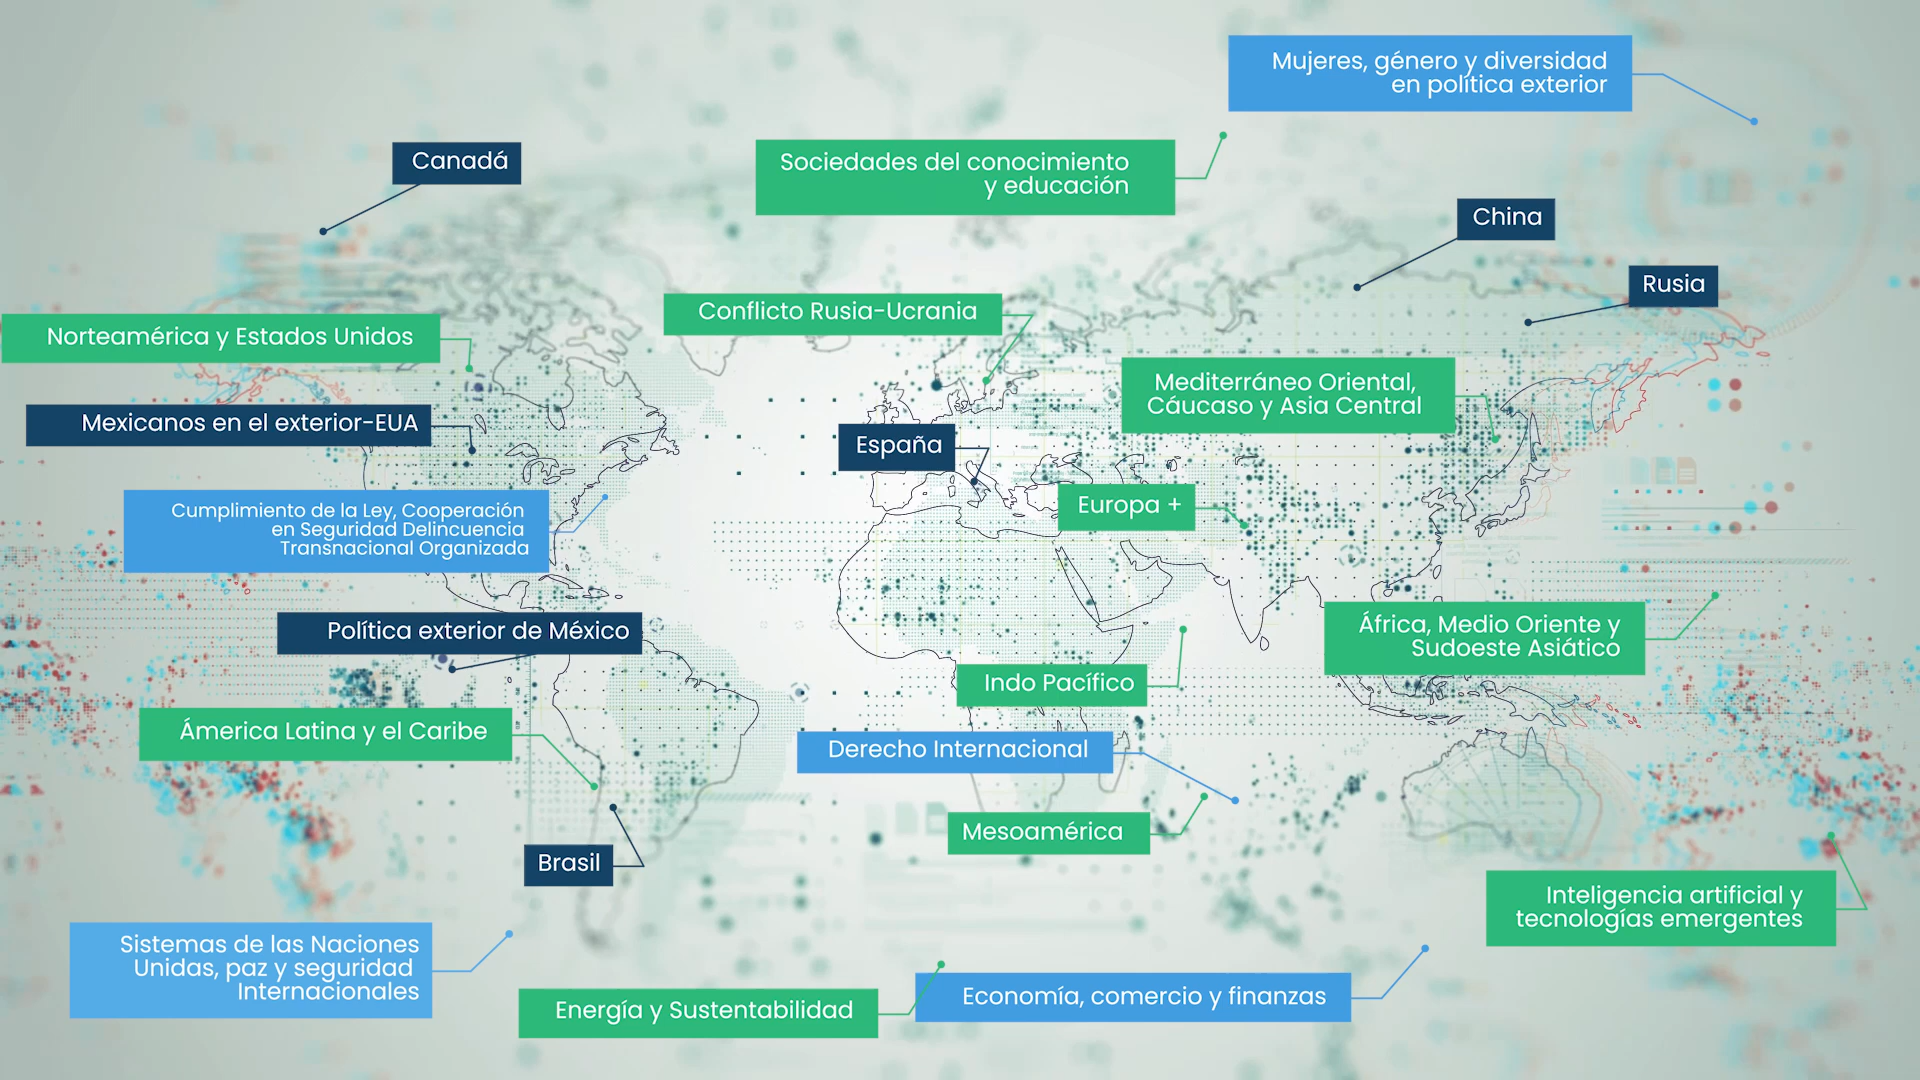 Mujeres, género y diversidad
en política exterior
Canadá
Sociedades del conocimiento
y educación
China
Rusia
Conflicto Rusia-Ucrania
Norteamérica y Estados Unidos
Mediterráneo Oriental,
Cáucaso y Asia Central
Mexicanos en el exterior-EUA
España
Europa +
Cumplimiento de la Ley, Cooperación
en Seguridad Delincuencia
Transnacional Organizada
Política exterior de México
África, Medio Oriente y
Sudoeste Asiático
Indo Pacífico
Ámerica Latina y el Caribe
Derecho Internacional
Mesoamérica
Brasil
Inteligencia artificial y
tecnologías emergentes
Sistemas de las Naciones
Unidas, paz y seguridad
Internacionales
Energía y Sustentabilidad
Economía, comercio y finanzas